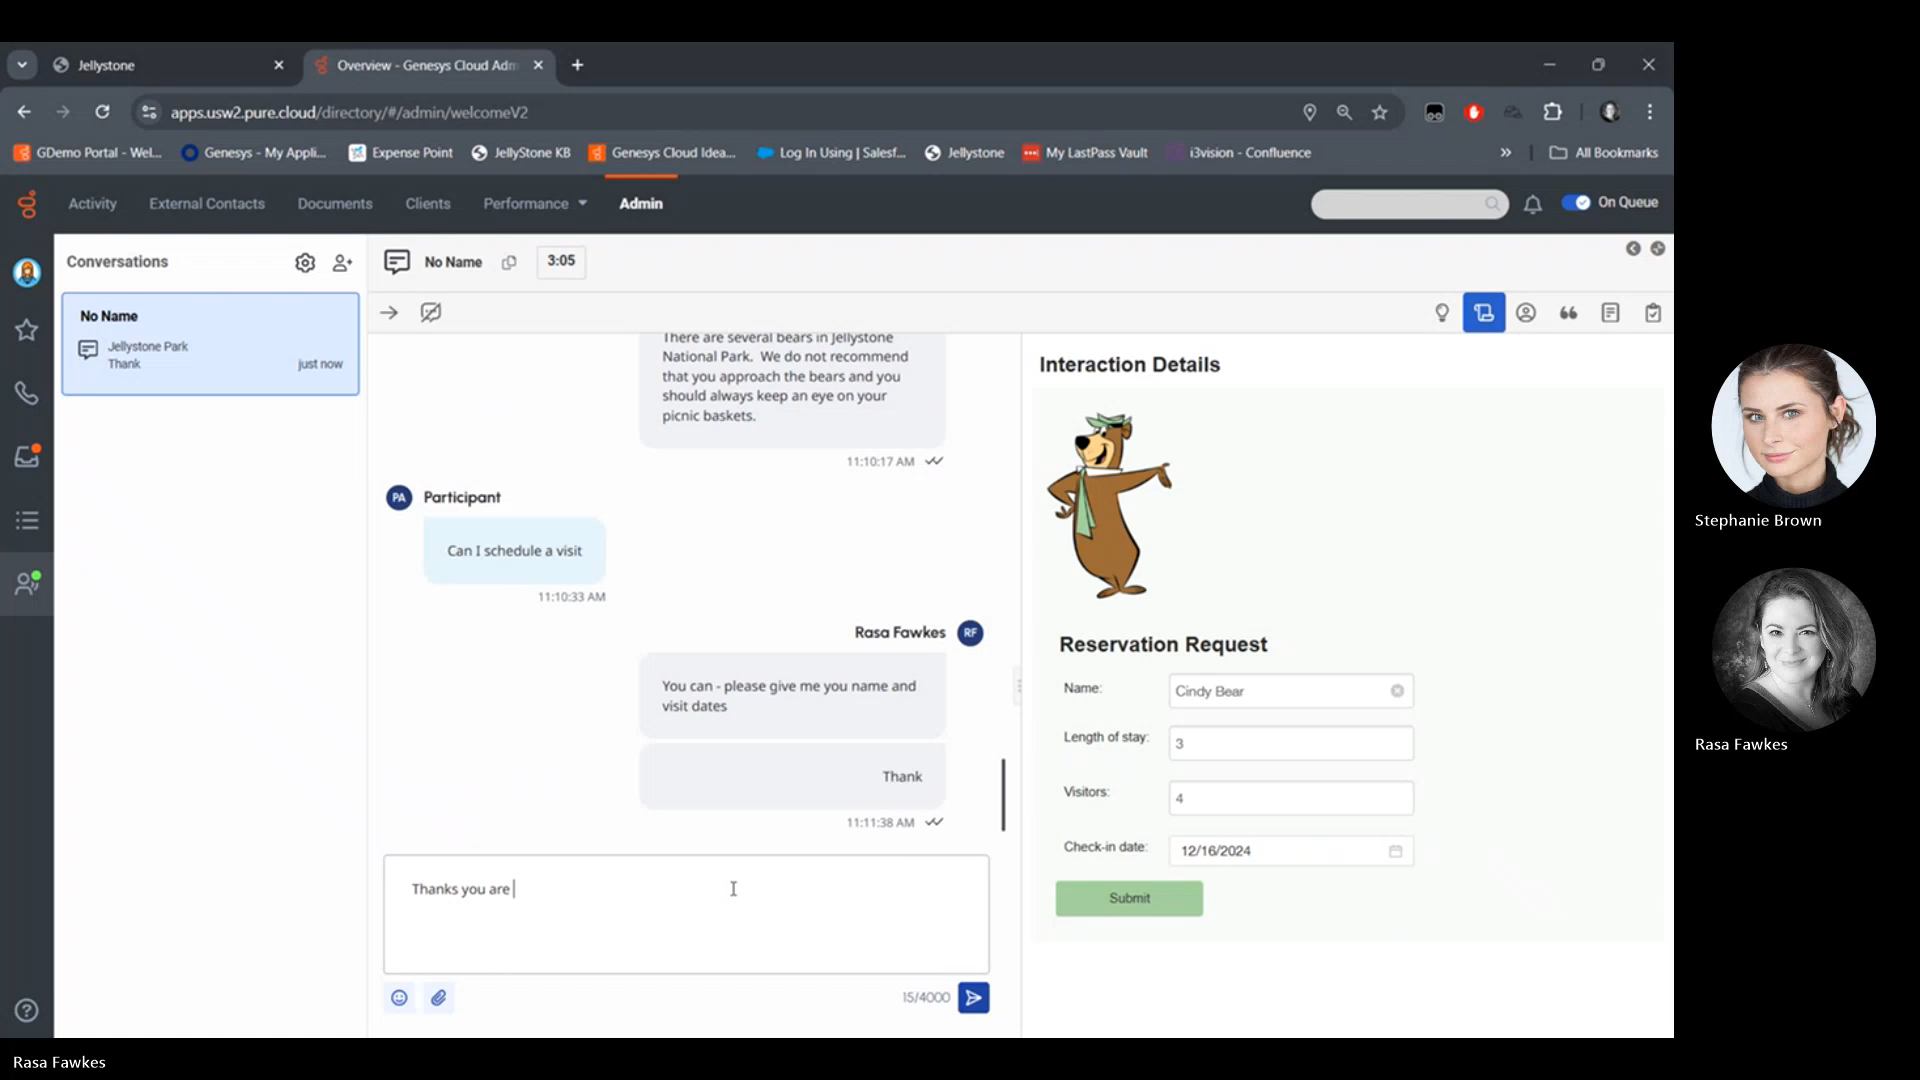 Jellystone
Overview - Genesys Cloud Adm
apps.usw2.pure.cloud/directory/#/admin/welcomeV2
GDemo Portal - Wel...
Genesys - My Appli...
Expense Point
JellyStone KB
Genesys Cloud Idea...
Log In Using | Salesf...
Jellystone
My LastPass Vault
i3vision - Confluence
All Bookmarks
Activity
External Contacts
Documents
Clients
Performance
Admin
On Queue
Conversations
No Name
3:05
No Name
Jellystone Park
Thank
just now
There are several bears in Jellystone
National Park. We do not recommend
that you approach the bears and you
should always keep an eye on your
picnic baskets.
11:10:17 AM
PA
Participant
Can I schedule a visit
11:10:33 AM
Rasa Fawkes
RF
You can - please give me you name and
visit dates
Thank
11:11:38 AM
Thanks you are
15/4000
Interaction Details
Reservation Request
Name:
Cindy Bear
Length of stay:
3
Visitors:
4
Check-in date:
12/16/2024
Submit
Stephanie Brown
Rasa Fawkes
Rasa Fawkes